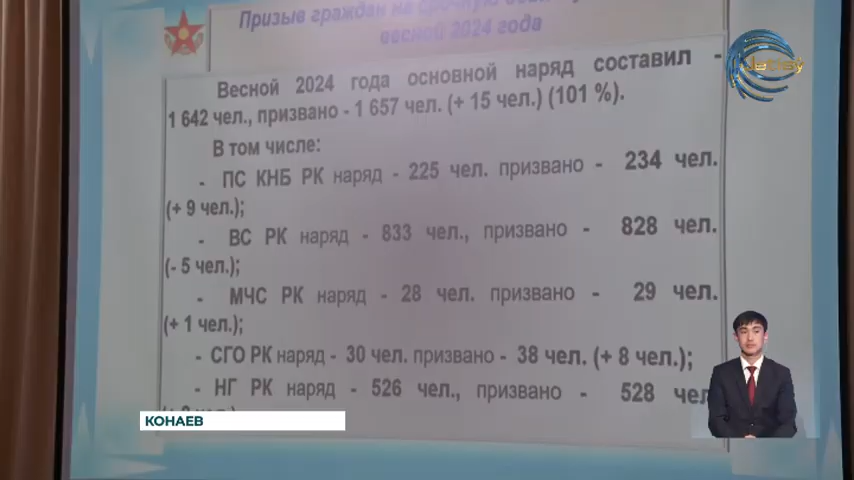 Призыв граждан на срочную
весной 2024 года
Весной 2024 года основной наряд составил -
1 642 чел., призвано - 1 657 чел. (+ 15 чел.) (101 %).
В том числе:
- ПС КНБ РК наряд - 225 чел. призвано - 234 чел.
(+ 9 чел.);
- ВС РК наряд - 833 чел., призвано - 828 чел.
(- 5 чел.);
- МЧС РК наряд - 28 чел. призвано - 29 чел.
(+ 1 чел.);
- СГО РК наряд - 30 чел. призвано - 38 чел. (+ 8 чел.);
- НГ РК наряд - 526 чел., призвано - 528 чел
КОНАЕВ
Jetisy